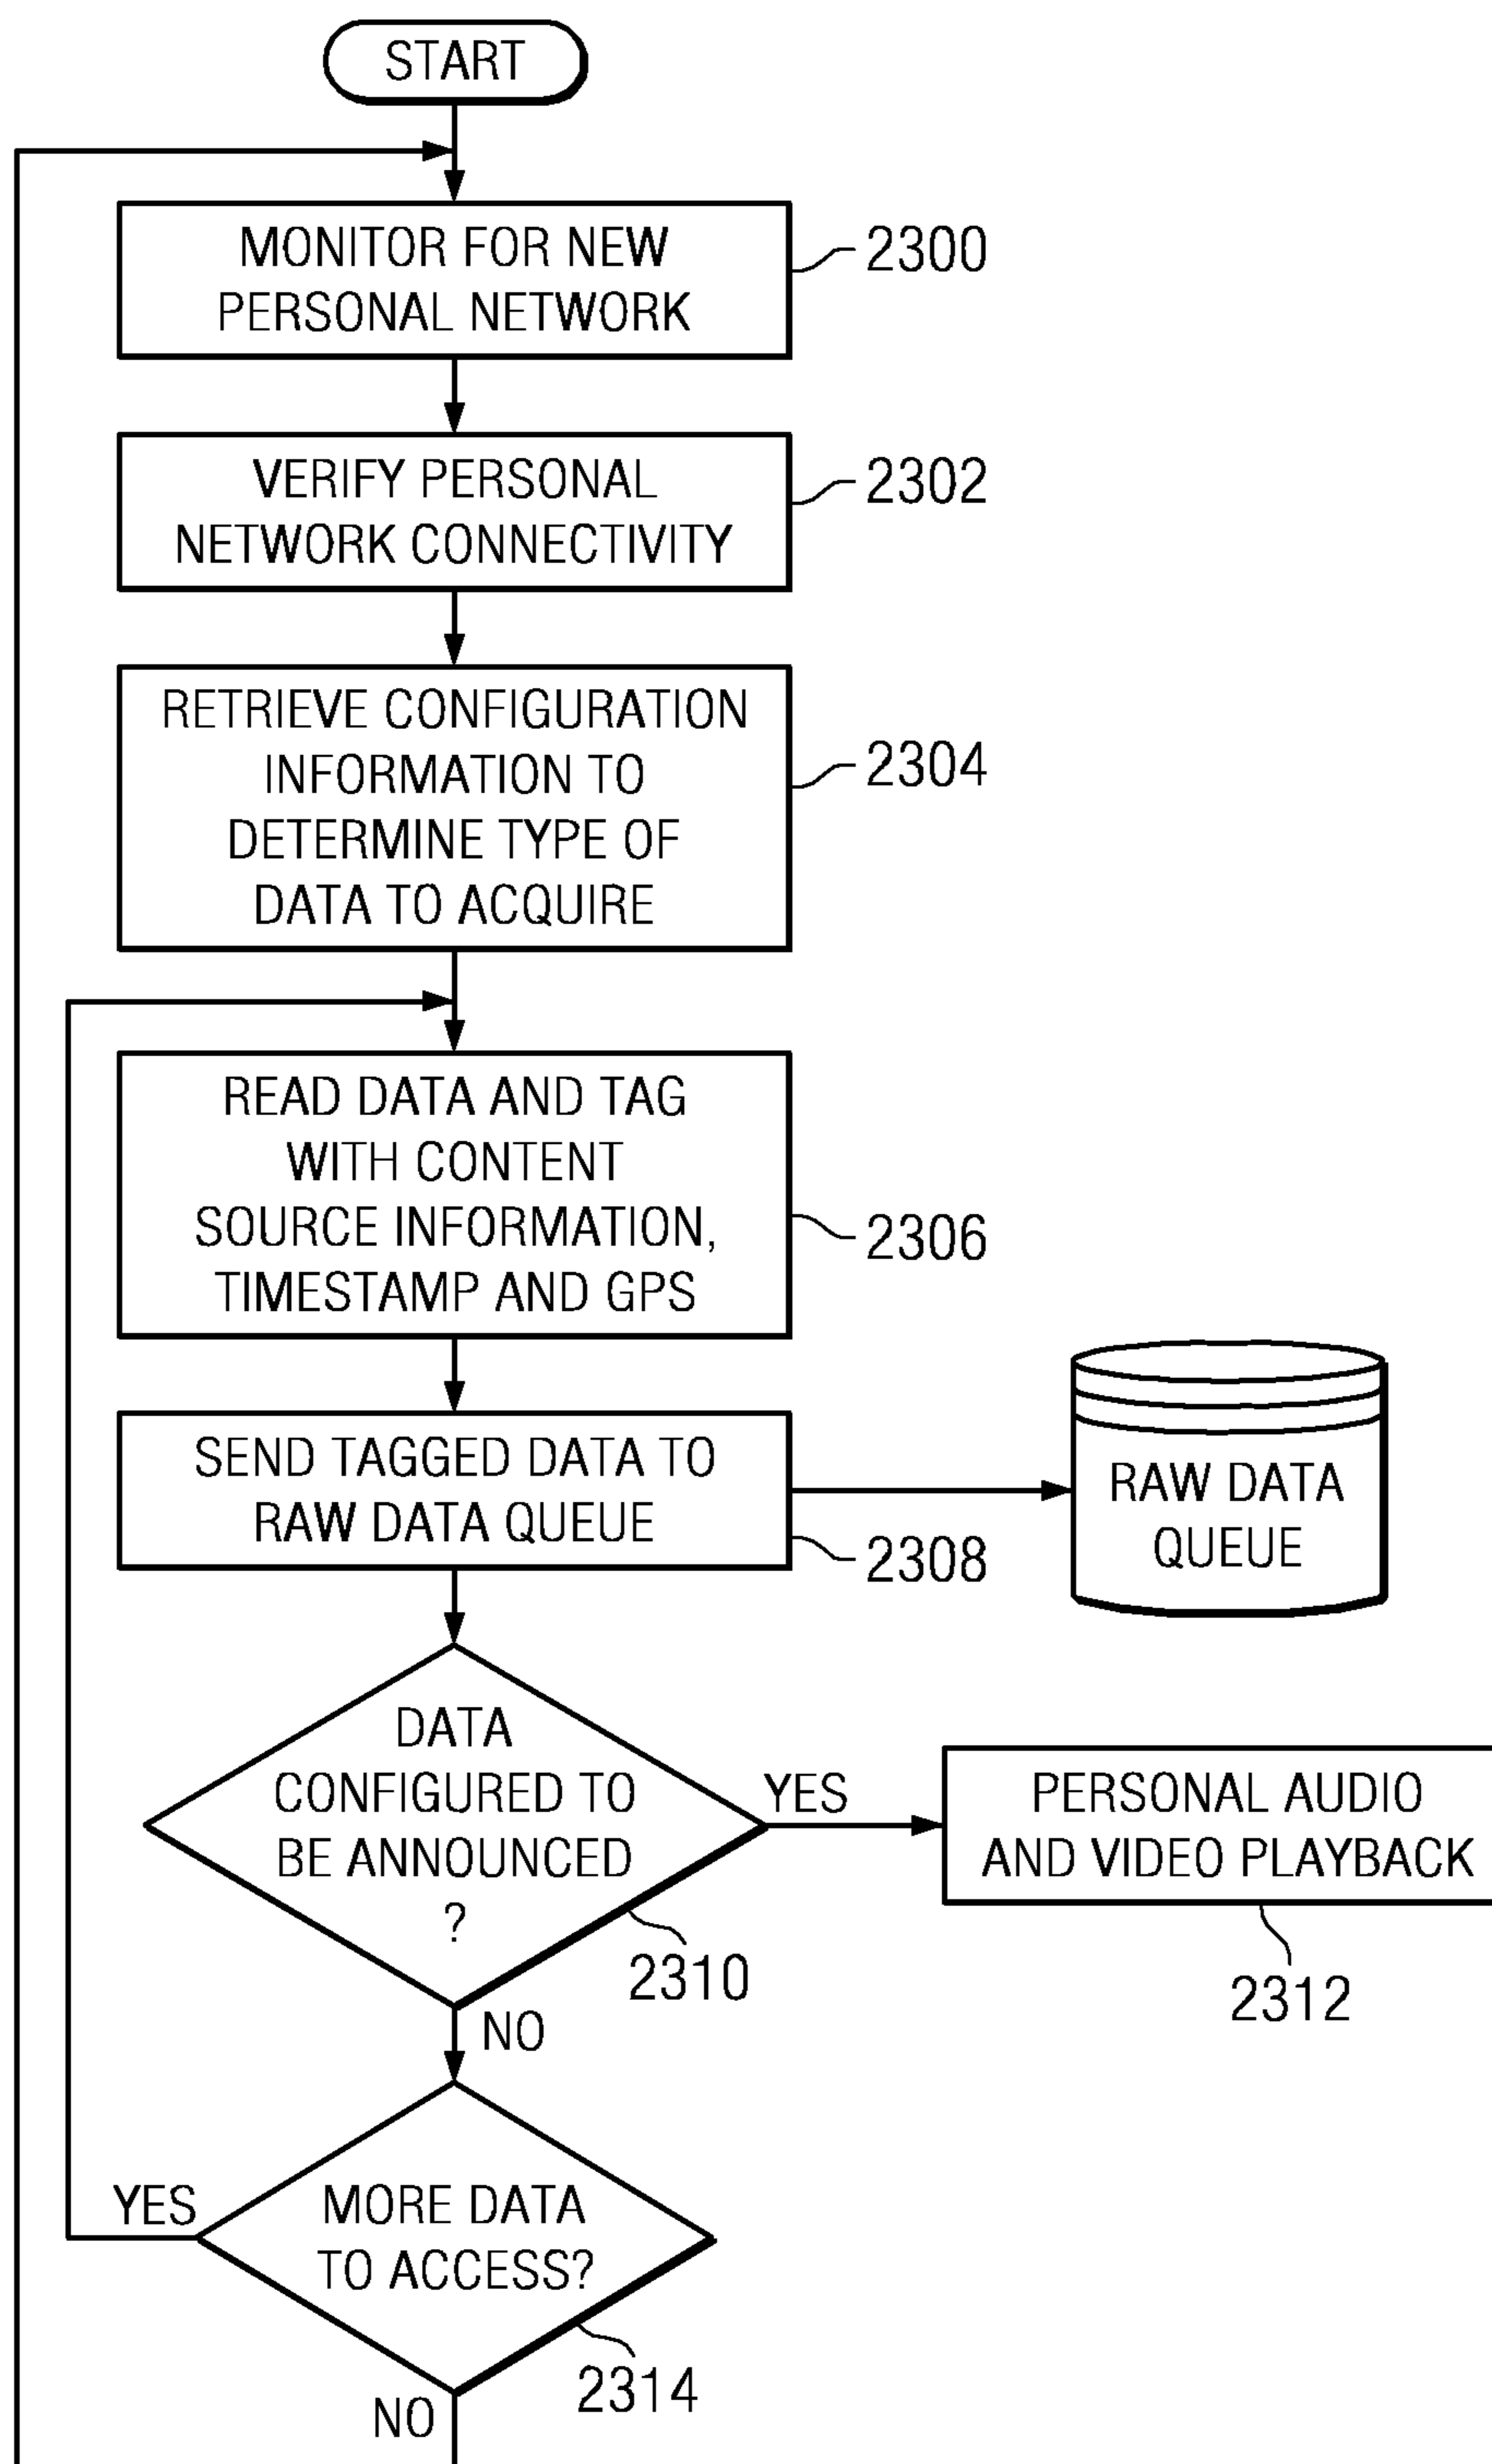 START
MONITOR FOR NEW
PERSONAL NETWORK
2300
VERIFY PERSONAL
NETWORK CONNECTIVITY
2302
RETRIEVE CONFIGURATION
INFORMATION TO
DETERMINE TYPE OF
DATA TO ACQUIRE
2304
READ DATA AND TAG
WITH CONTENT
SOURCE INFORMATION,
TIMESTAMP AND GPS
2306
SEND TAGGED DATA TO
RAW DATA QUEUE
2308
RAW DATA
QUEUE
DATA
CONFIGURED TO
BE ANNOUNCED
?
2310
YES
PERSONAL AUDIO
AND VIDEO PLAYBACK
2312
NO
YES
MORE DATA
TO ACCESS?
2314
NO